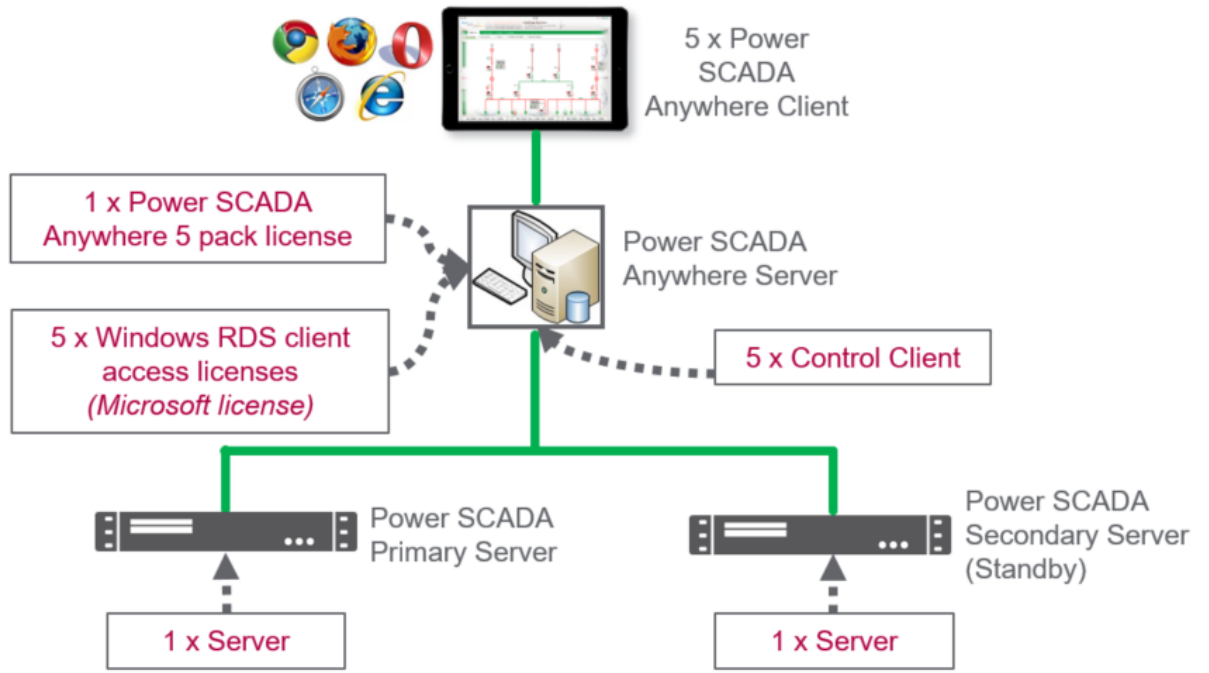 5 x Power
SCADA
Anywhere Client
1 x Power SCADA
Anywhere 5 pack license
Power SCADA
Anywhere Server
5 x Windows RDS client
access licenses
(Microsoft license)
5 x Control Client
Power SCADA
Primary Server
Power SCADA
Secondary Server
(Standby)
1 x Server
1 x Server